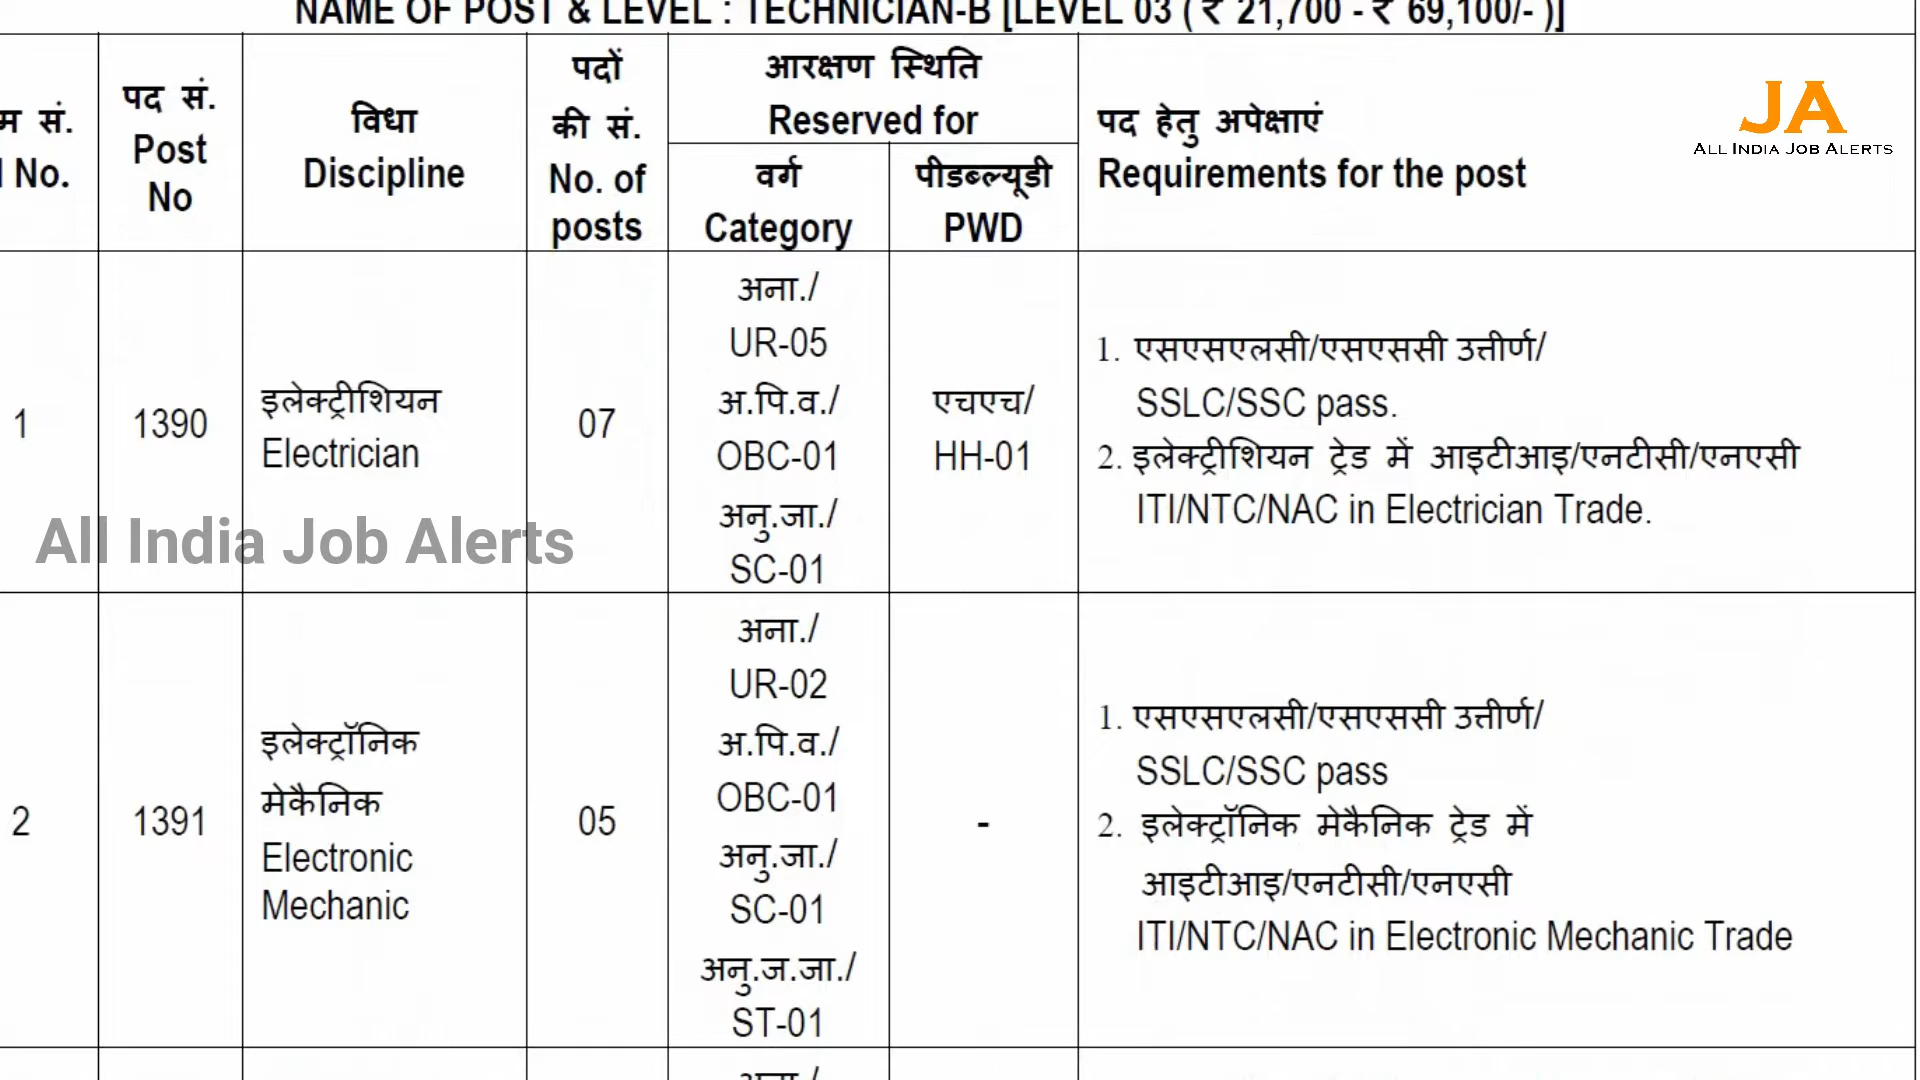 NAME OF POST & LEVEL : TECHNICIAN-B [LEVEL 03 ( ₹ 21,700 - ₹ 69,100/- )]
सं.
No.
पद सं.
Post
No
विधा
Discipline
पदों
की सं.
No. of
posts
आरक्षण स्थिति
Reserved for
वर्ग
Category
पीडब्ल्यूडी
PWD
पद हेतु अपेक्षाएं
Requirements for the post
JA
ALL INDIA JOB ALERTS
1
1390
इलेक्ट्रीशियन
Electrician
07
अना./
UR-05
अ.पि.व./
OBC-01
अनु.जा./
SC-01
एचएच/
HH-01
1. एसएसएलसी/एसएससी उत्तीर्ण/
SSLC/SSC pass.
2. इलेक्ट्रीशियन ट्रेड में आइटीआइ/एनटीसी/एनएसी
ITI/NTC/NAC in Electrician Trade.
All India Job Alerts
2
1391
इलेक्ट्रॉनिक
मेकैनिक
Electronic
Mechanic
05
अना./
UR-02
अ.पि.व./
OBC-01
अनु.जा./
SC-01
अनु.ज.जा./
ST-01
-
1. एसएसएलसी/एसएससी उत्तीर्ण/
SSLC/SSC pass
2. इलेक्ट्रॉनिक मेकैनिक ट्रेड में
आइटीआइ/एनटीसी/एनएसी
ITI/NTC/NAC in Electronic Mechanic Trade